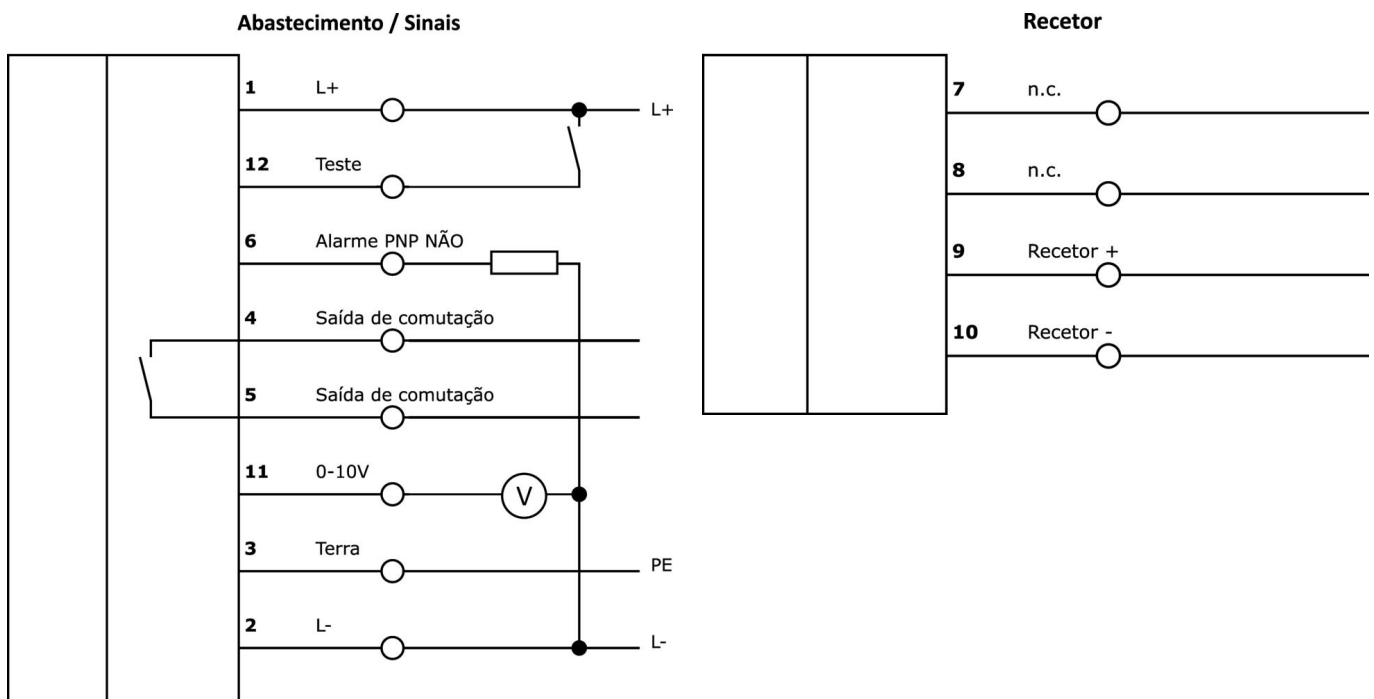 Abastecimento / Sinais
1 L+
L+
12 Teste
6 Alarme PNP NÃO
4 Saída de comutação
5 Saída de comutação
11 0-10V
V
3 Terra
PE
2 L-
L-
Recetor
7 n.c.
8 n.c.
9 Recetor +
10 Recetor -